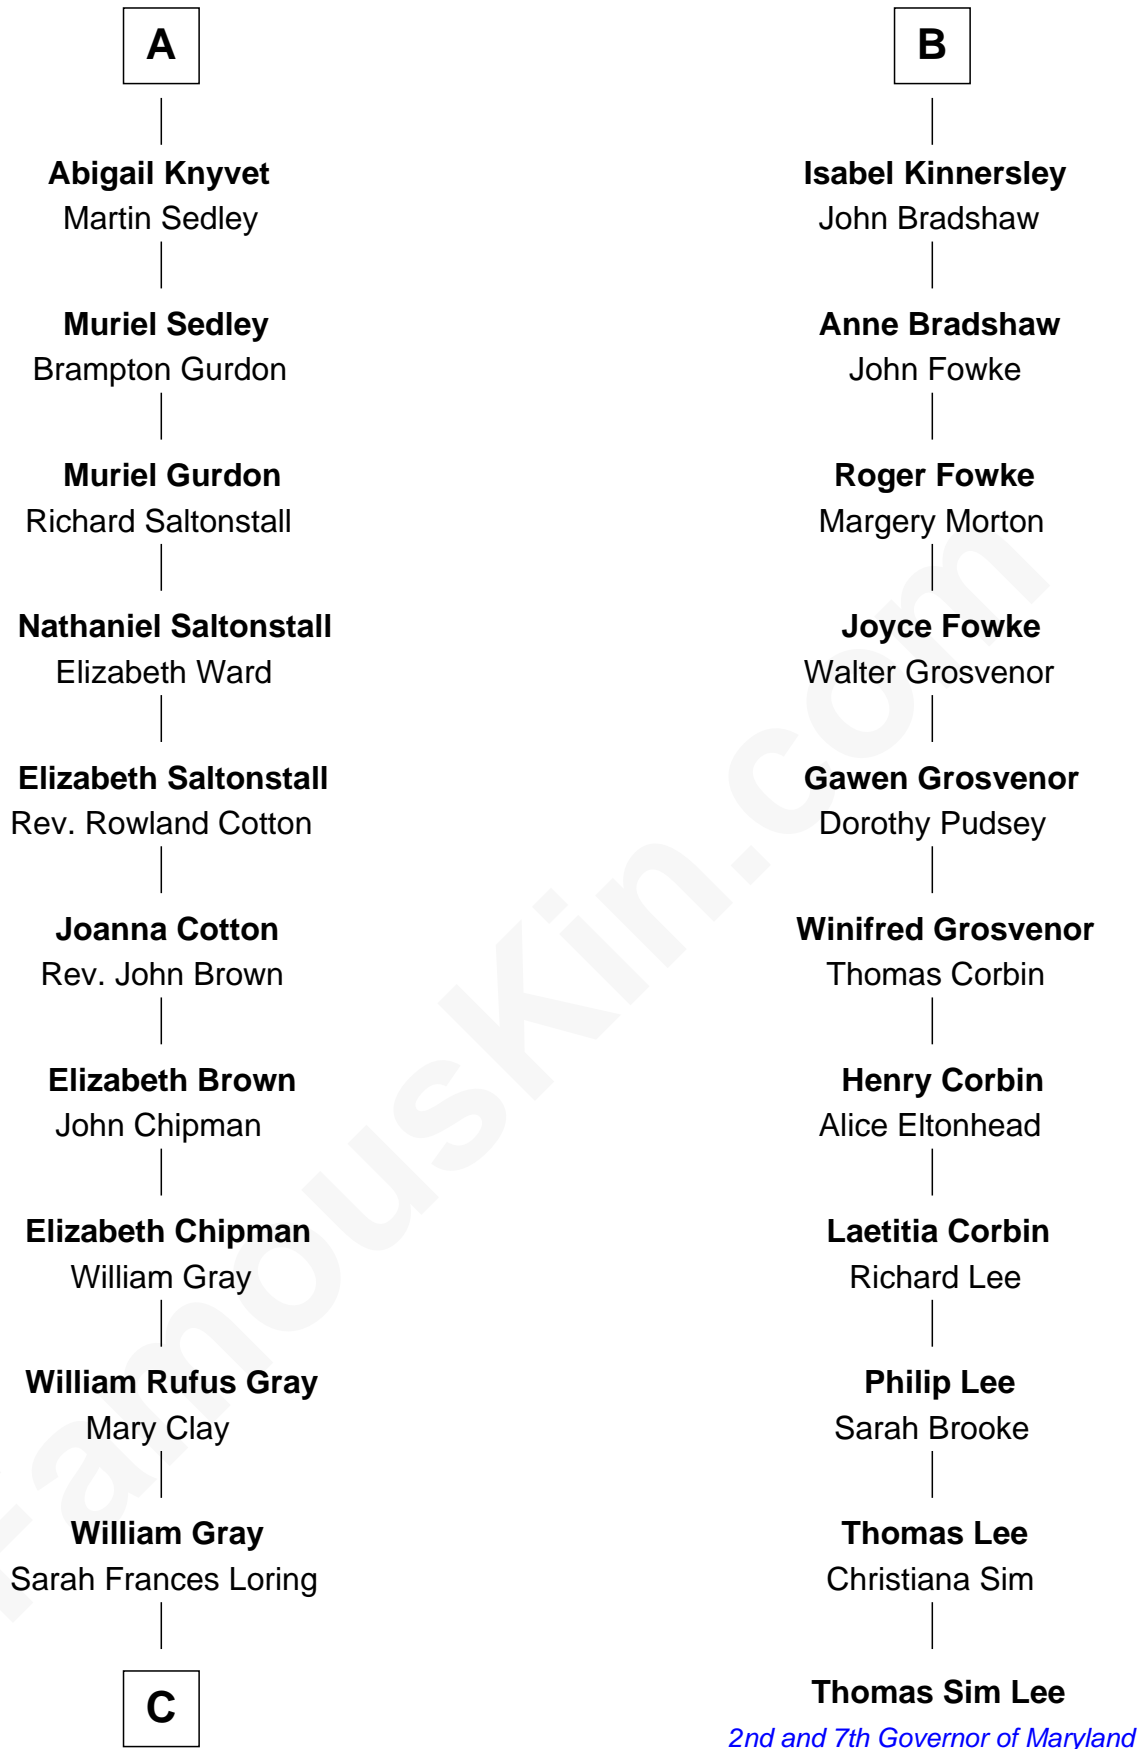 A
Abigail Knyvet
Martin Sedley
Muriel Sedley
Brampton Gurdon
Muriel Gurdon
Richard Saltonstall
Nathaniel Saltonstall
Elizabeth Ward
Elizabeth Saltonstall
Rev. Rowland Cotton
Joanna Cotton
Rev. John Brown
Elizabeth Brown
John Chipman
Elizabeth Chipman
William Gray
William Rufus Gray
Mary Clay
William Gray
Sarah Frances Loring
C
B
Isabel Kinnersley
John Bradshaw
Anne Bradshaw
John Fowke
Roger Fowke
Margery Morton
Joyce Fowke
Walter Grosvenor
Gawen Grosvenor
Dorothy Pudsey
Winifred Grosvenor
Thomas Corbin
Henry Corbin
Alice Eltonhead
Laetitia Corbin
Richard Lee
Philip Lee
Sarah Brooke
Thomas Lee
Christiana Sim
Thomas Sim Lee
2nd and 7th Governor of Maryland
FamousKin.com